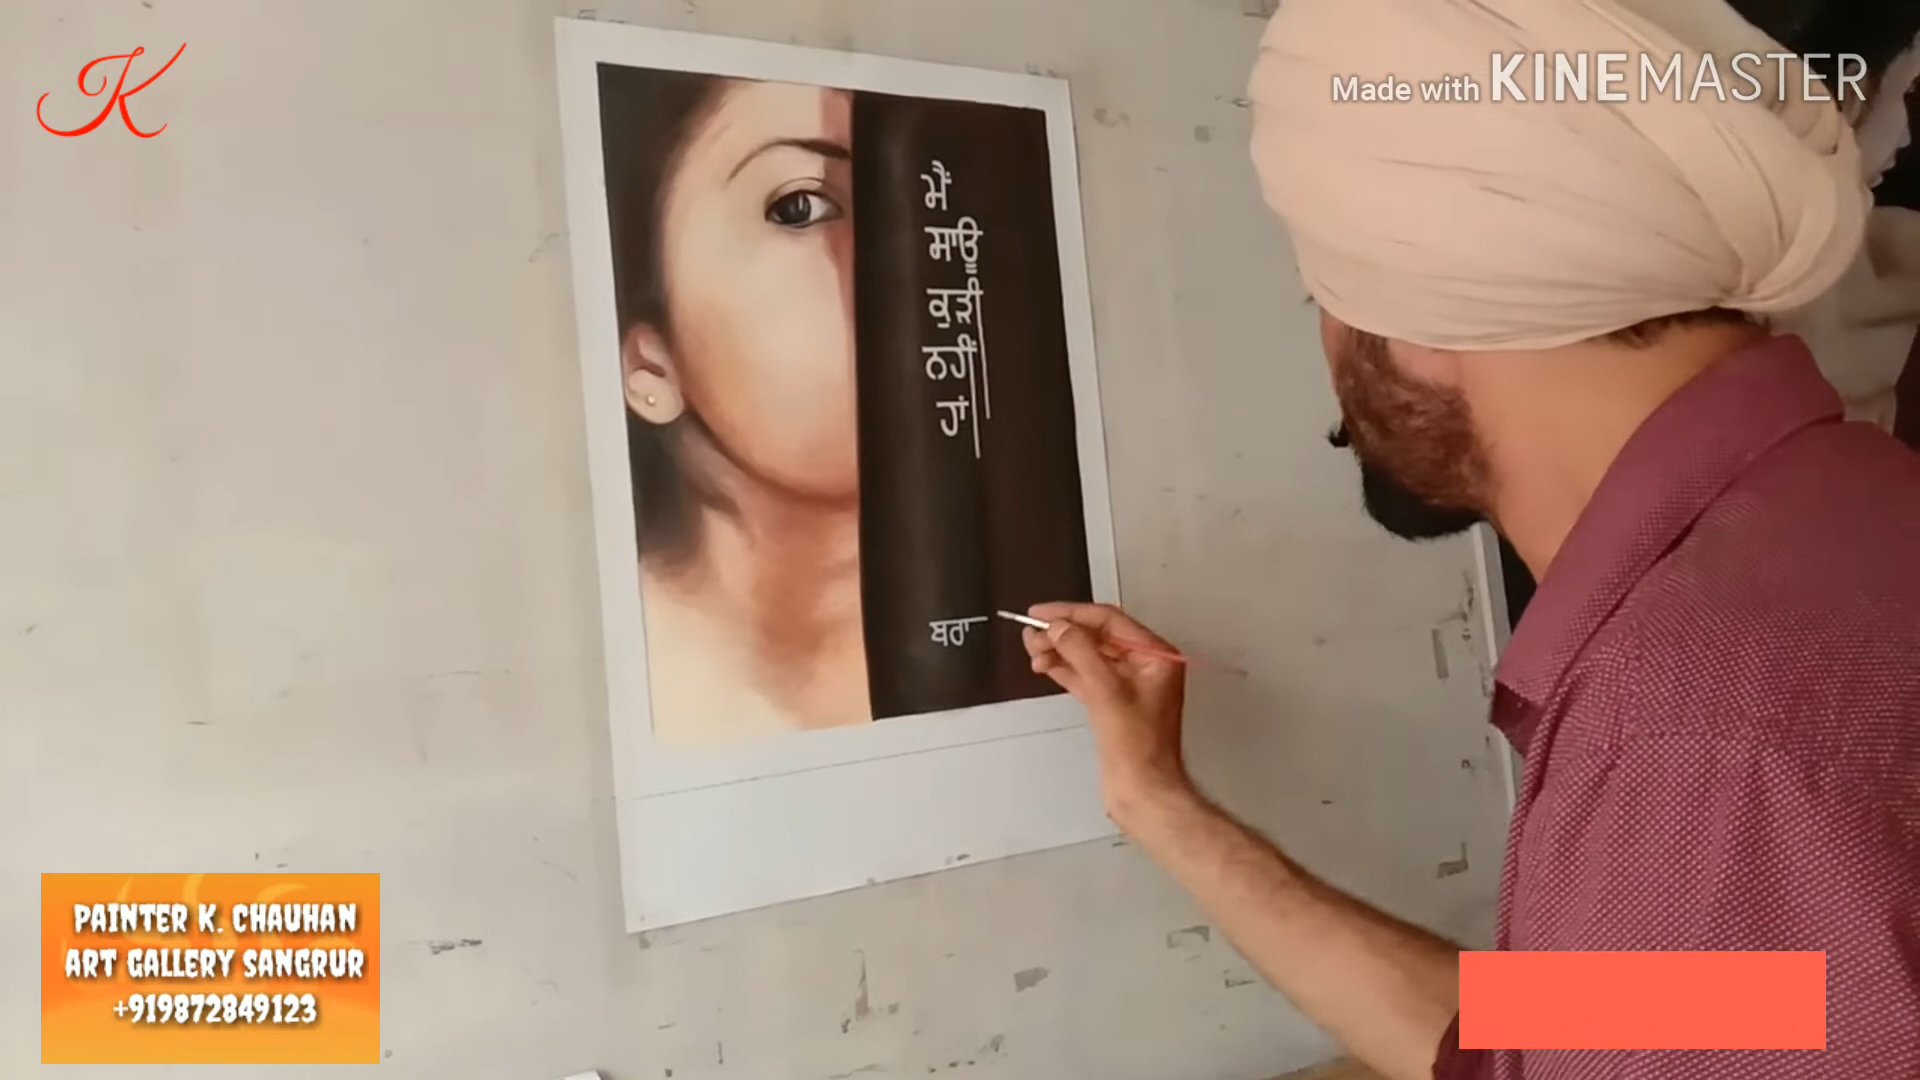 K
Made with KINEMASTER
ਮੈਂ
ਸਾਊ
ਕੁੜੀ
ਨਹੀਂ
ਹਾਂ
ਬਰਾ
PAINTER K. CHAUHAN
ART GALLERY SANGRUR
+919872849123